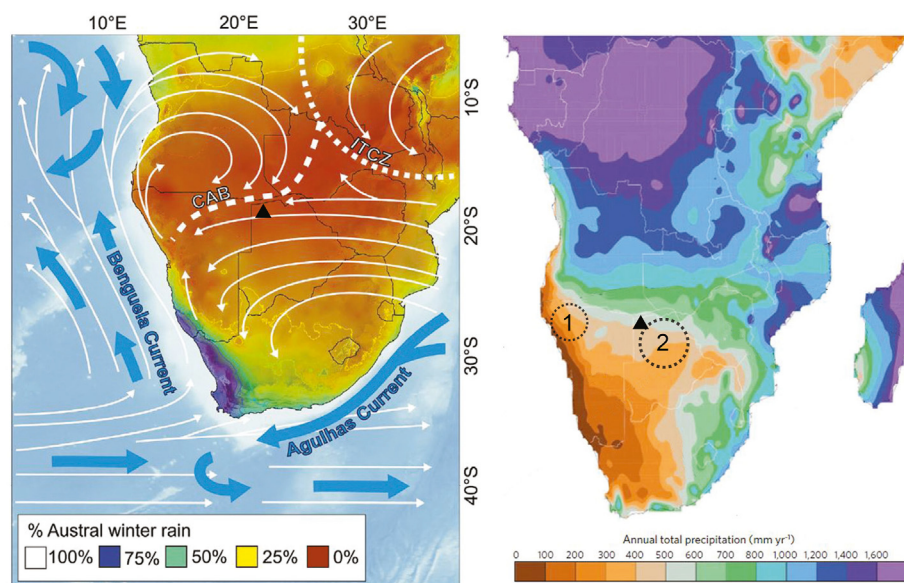 10°E 20°E 30°E
10°S
20°S
30°S
40°S
ITCZ
CAB
Benguela Current
Agulhas Current
% Austral winter rain
100% 75% 50% 25% 0%
1
2
Annual total precipitation (mm yr⁻¹)
0 100 200 300 400 500 600 700 800 900 1,000 1,200 1,400 1,600